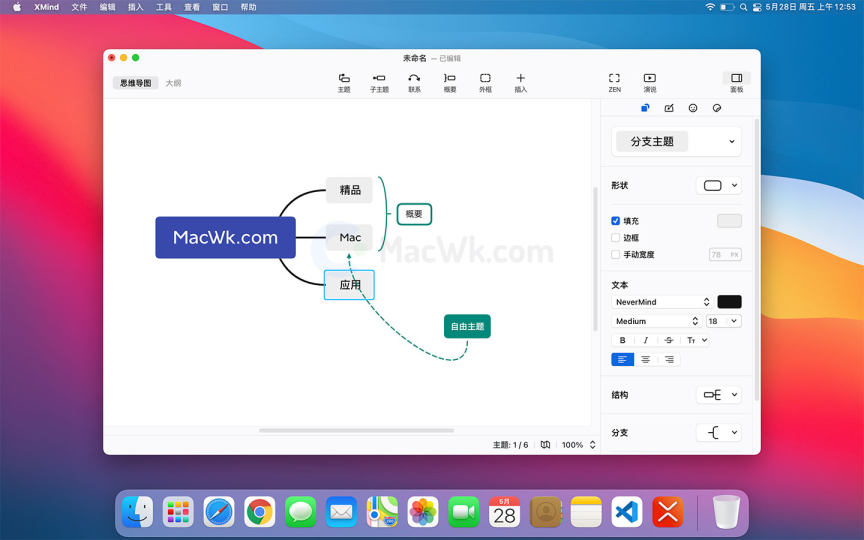 XMind 文件 编辑 插入 工具 查看 窗口 帮助 5月28日 周五 上午 12:53
未命名 — 已编辑
思维导图 大纲
主题 子主题 联系 概要 外框 插入 ZEN 演说 面板
分支主题
形状
填充
边框
手动宽度 78 PX
文本
NeverMind
Medium 18
B I S Tт
结构
分支
精品
概要
MacWk.com
Mac
MacWk.com
应用
自由主题
主题: 1 / 6 100%
5月
28